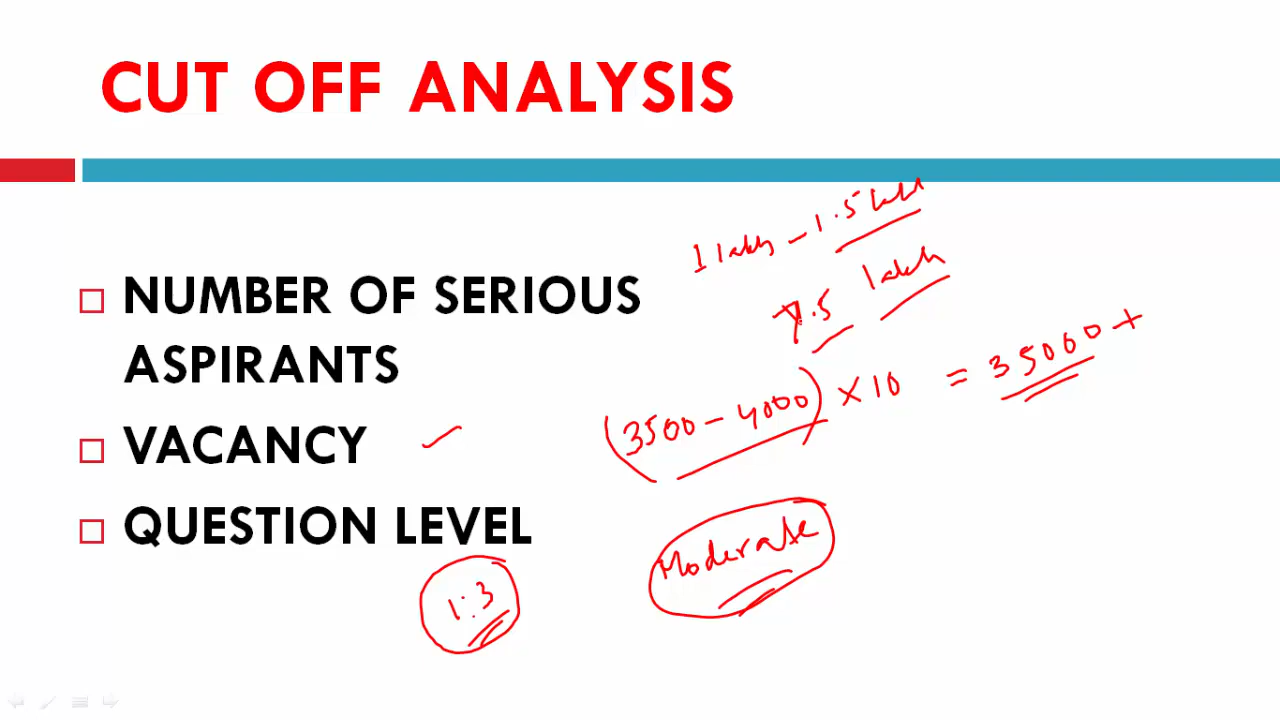 CUT OFF ANALYSIS
1 lakh - 1.5 lakh
NUMBER OF SERIOUS
7.5 lakh
ASPIRANTS
(3500 - 4000) × 10 = 35000 +
VACANCY ✓
QUESTION LEVEL
Moderate
1:3